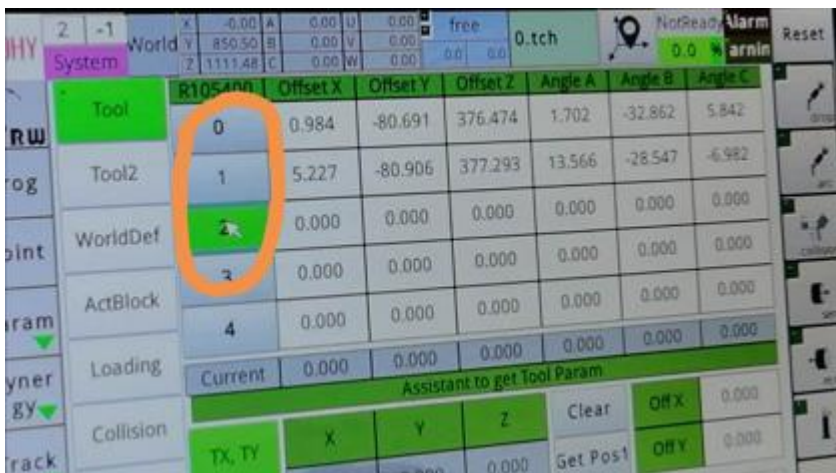 2 -1 World X -0.00 A 0.00 U 0.00 free 0.tch NotReady Alarm Reset
Y 850.50 B 0.00 V 0.00
System Z 1111.48 C 0.00 W 0.00 0.0 0.0 0.0 %
Tool R105400 Offset X Offset Y Offset Z Angle A Angle B Angle C
0 0.984 -80.691 376.474 1.702 -32.862 5.842
Tool2 1 5.227 -80.906 377.293 13.566 -28.547 -6.982
WorldDef 2 0.000 0.000 0.000 0.000 0.000 0.000
3 0.000 0.000 0.000 0.000 0.000 0.000
ActBlock 4 0.000 0.000 0.000 0.000 0.000 0.000
Loading Current 0.000 0.000 0.000 0.000 0.000 0.000
Assistant to get Tool Param
Collision TX, TY X Y Z Clear Off X 0.000
0.000 Get Pos1 Off Y 0.000